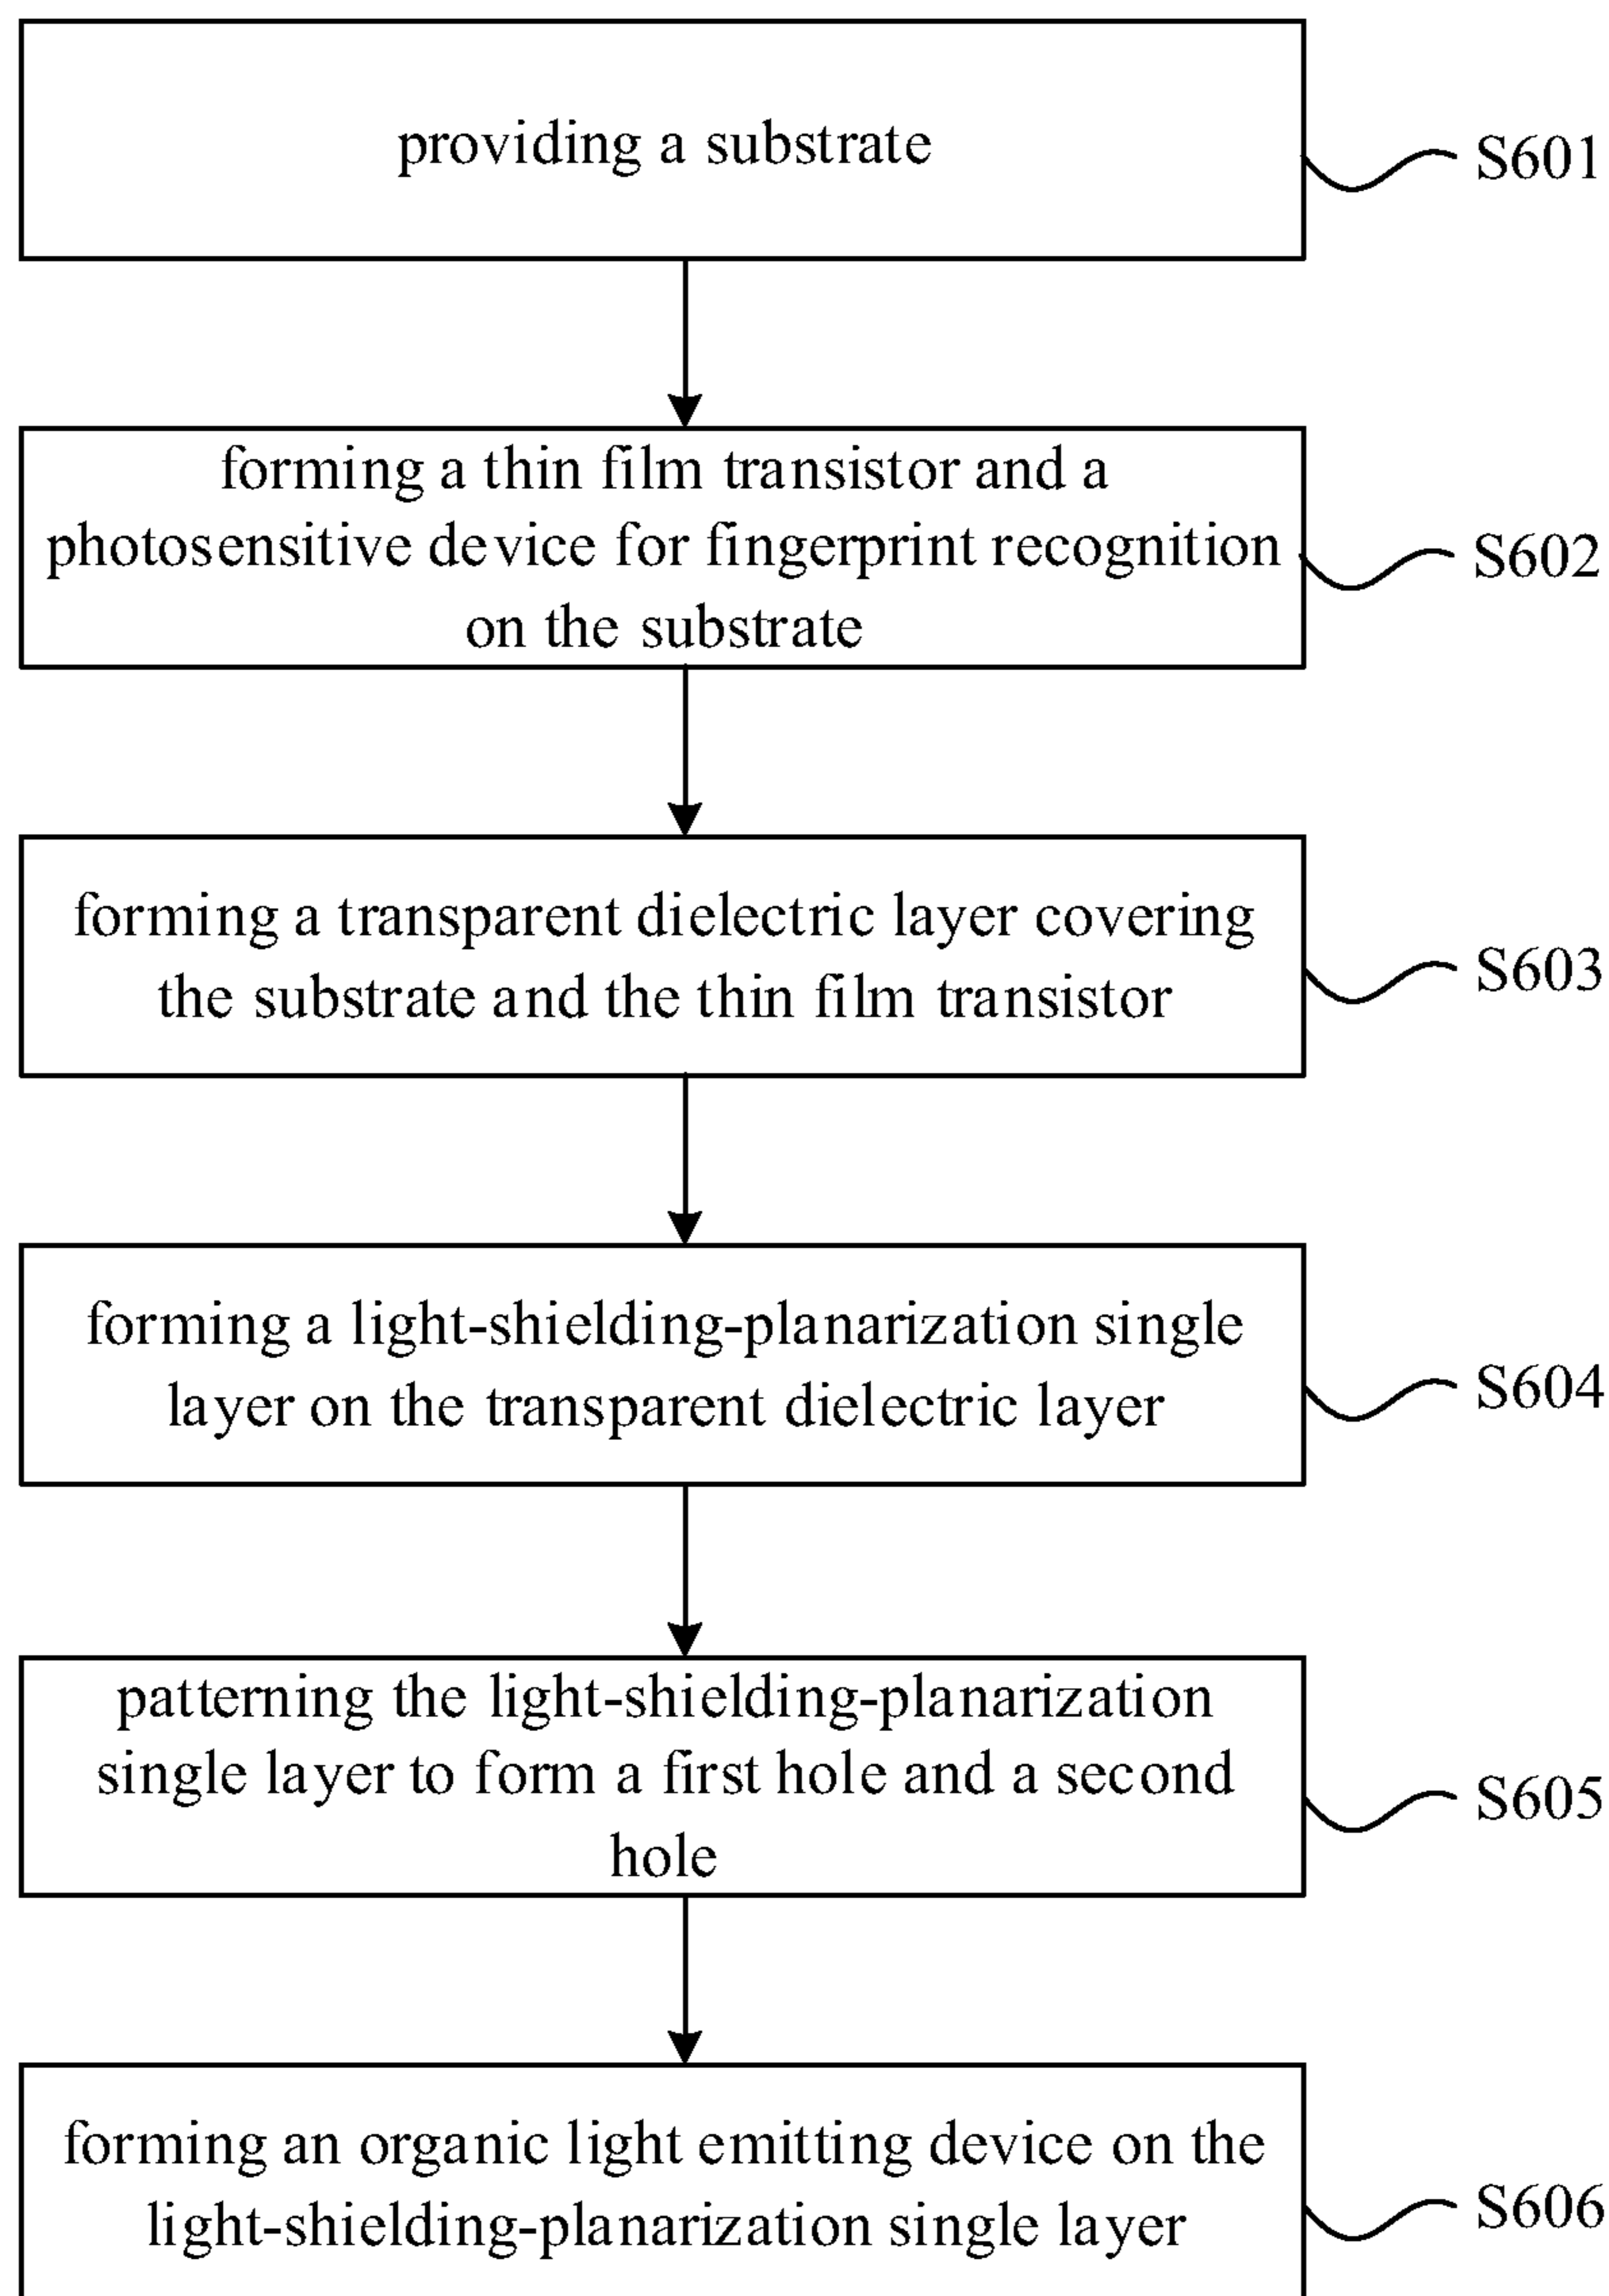 providing a substrate
S601
forming a thin film transistor and a
photosensitive device for fingerprint recognition
on the substrate
S602
forming a transparent dielectric layer covering
the substrate and the thin film transistor
S603
forming a light-shielding-planarization single
layer on the transparent dielectric layer
S604
patterning the light-shielding-planarization
single layer to form a first hole and a second
hole
S605
forming an organic light emitting device on the
light-shielding-planarization single layer
S606